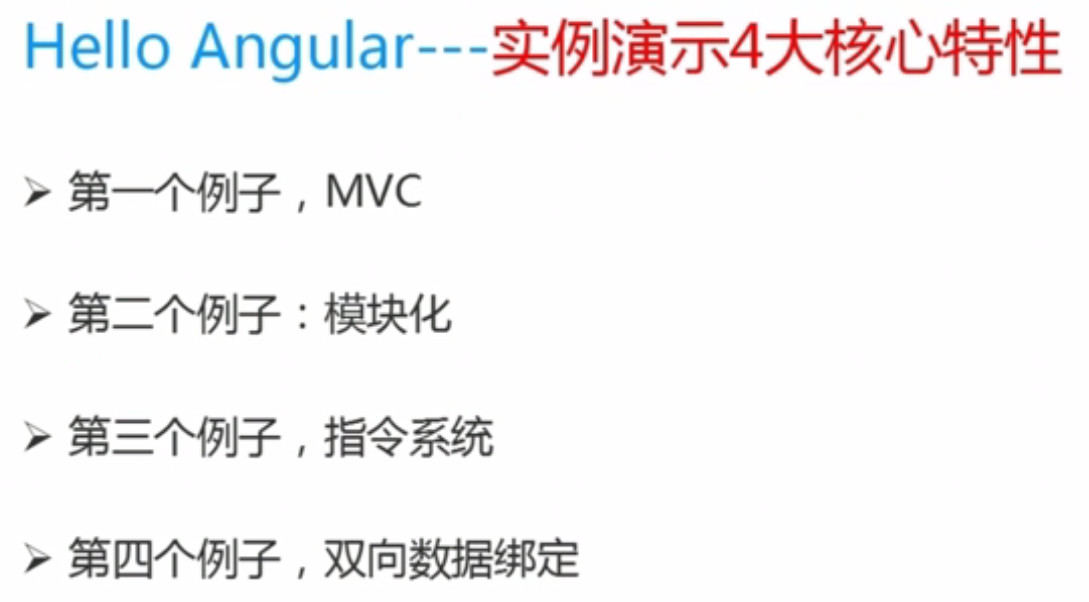 Hello Angular---实例演示4大核心特性
➢ 第一个例子，MVC
➢ 第二个例子：模块化
➢ 第三个例子，指令系统
➢ 第四个例子，双向数据绑定